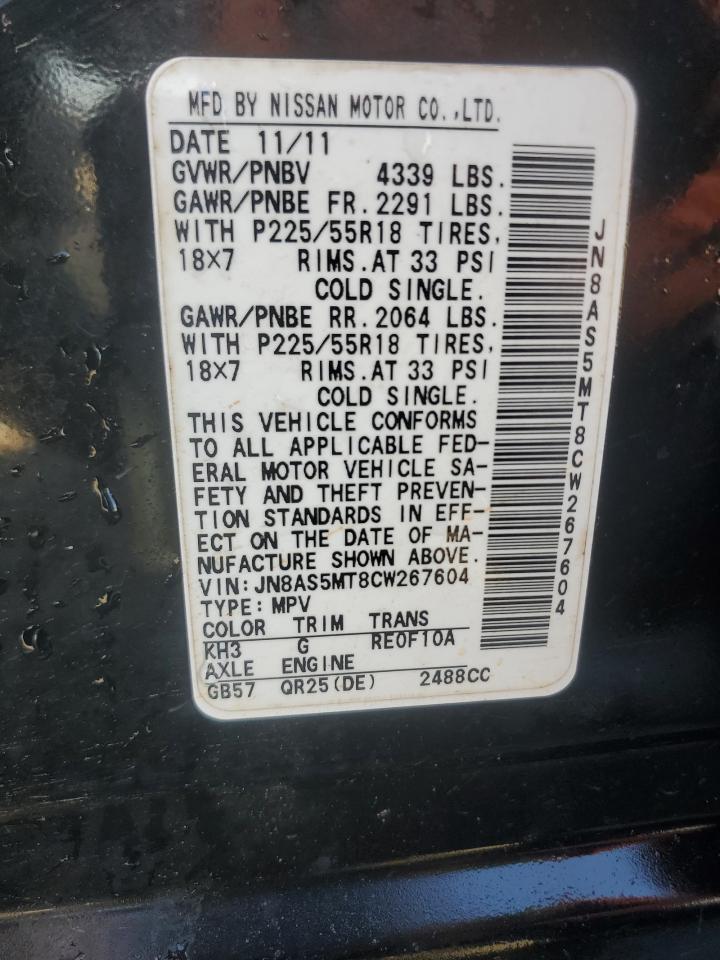 MFD BY NISSAN MOTOR CO.,LTD.
DATE 11/11
GVWR/PNBV 4339 LBS.
GAWR/PNBE FR.2291 LBS.
WITH P225/55R18 TIRES,
18X7 RIMS.AT 33 PSI
COLD SINGLE.
GAWR/PNBE RR.2064 LBS.
WITH P225/55R18 TIRES,
18X7 RIMS.AT 33 PSI
COLD SINGLE.
THIS VEHICLE CONFORMS
TO ALL APPLICABLE FED-
ERAL MOTOR VEHICLE SA-
FETY AND THEFT PREVEN-
TION STANDARDS IN EFF-
ECT ON THE DATE OF MA-
NUFACTURE SHOWN ABOVE.
VIN:JN8AS5MT8CW267604
TYPE:MPV
COLOR TRIM TRANS
KH3 G RE0F10A
AXLE ENGINE
GB57 QR25(DE) 2488CC
JN8AS5MT8CW267604